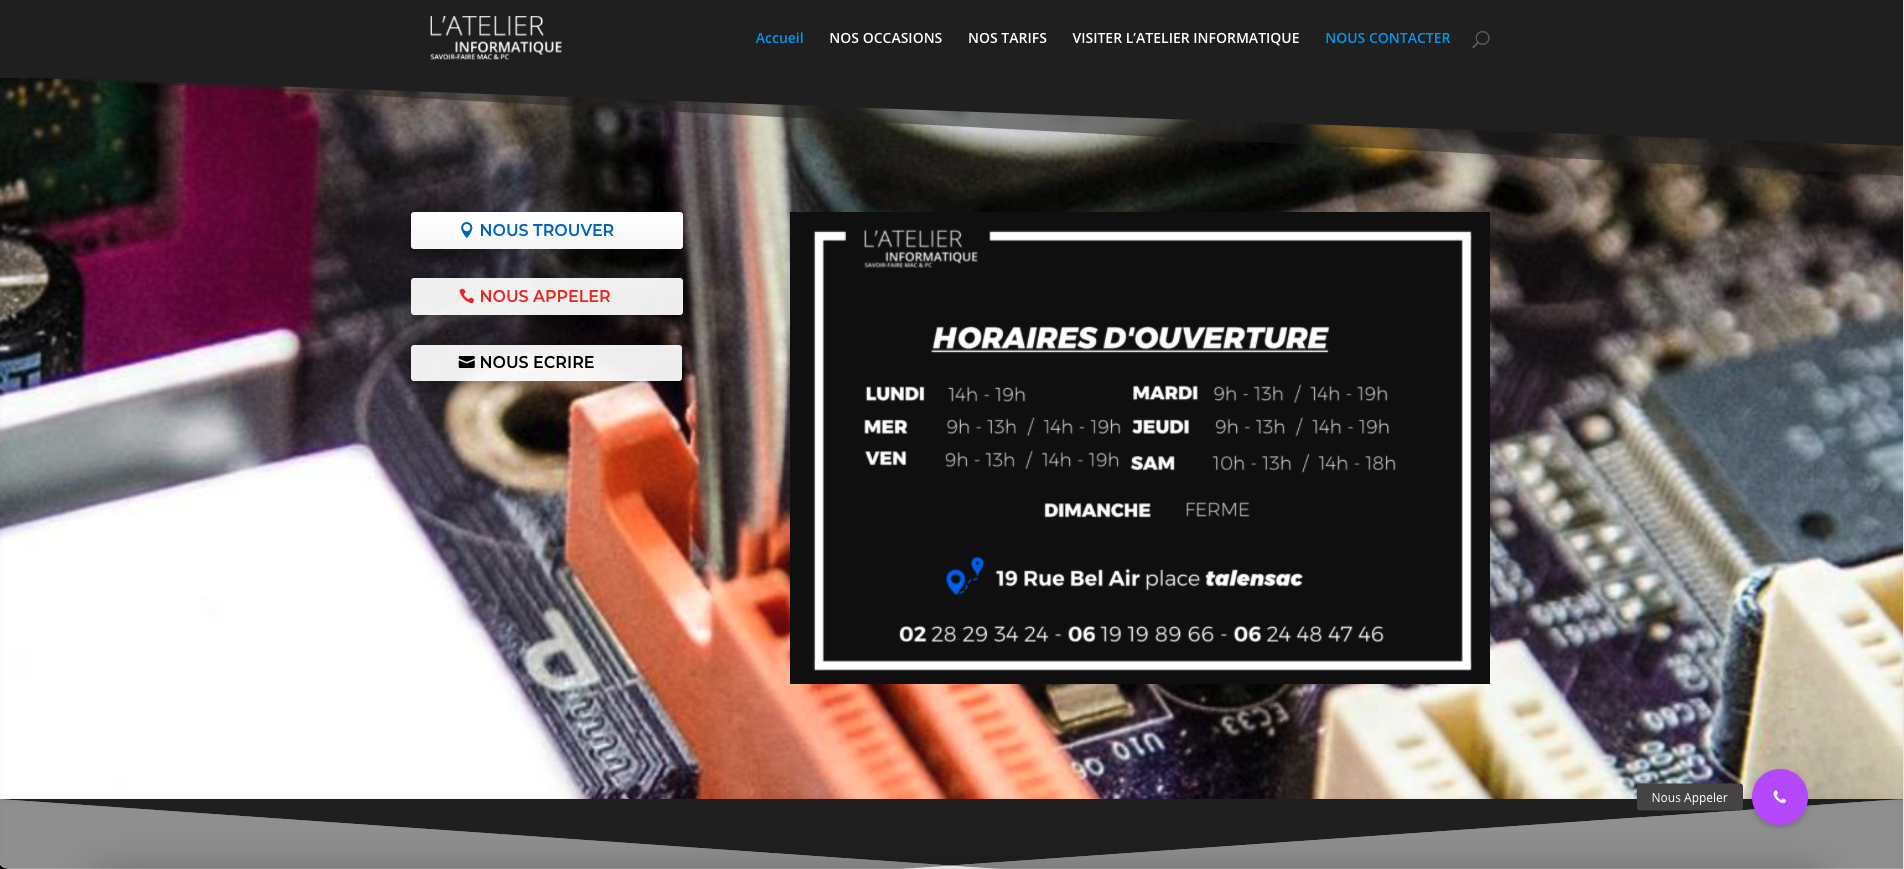 L'ATELIER
INFORMATIQUE
SAVOIR-FAIRE MAC & PC
Accueil NOS OCCASIONS NOS TARIFS VISITER L'ATELIER INFORMATIQUE NOUS CONTACTER
NOUS TROUVER
NOUS APPELER
NOUS ECRIRE
L'ATELIER
INFORMATIQUE
SAVOIR-FAIRE MAC & PC
HORAIRES D'OUVERTURE
LUNDI 14h - 19h MARDI 9h - 13h / 14h - 19h
MER 9h - 13h / 14h - 19h JEUDI 9h - 13h / 14h - 19h
VEN 9h - 13h / 14h - 19h SAM 10h - 13h / 14h - 18h
DIMANCHE FERME
19 Rue Bel Air place talensac
02 28 29 34 24 - 06 19 19 89 66 - 06 24 48 47 46
EC33
U10
Nous Appeler